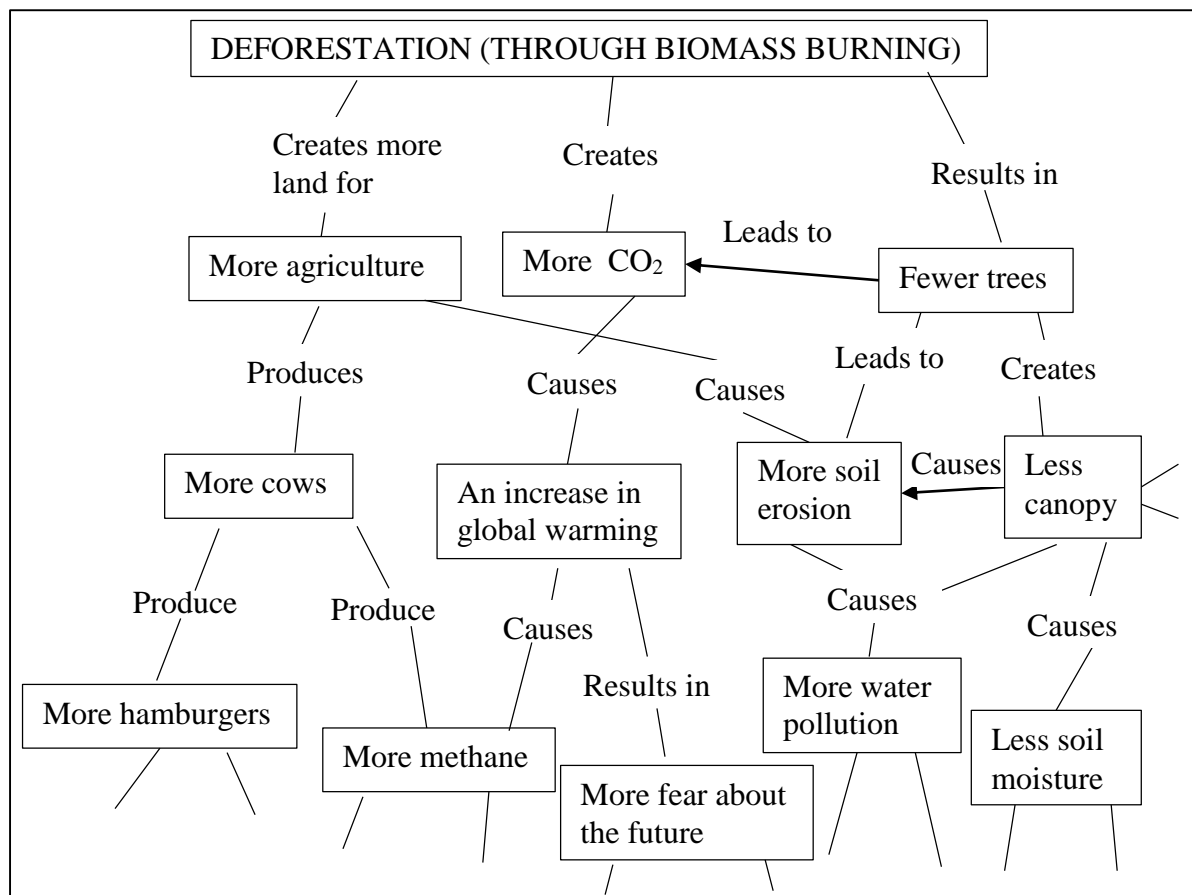 DEFORESTATION (THROUGH BIOMASS BURNING)
Creates more
land for
Creates
Results in
Leads to
More agriculture
More CO₂
Fewer trees
Produces
Causes
Causes
Leads to
Creates
More cows
An increase in
global warming
More soil
erosion
Causes
Less
canopy
Produce
Produce
Causes
Results in
Causes
Causes
More hamburgers
More methane
More fear about
the future
More water
pollution
Less soil
moisture